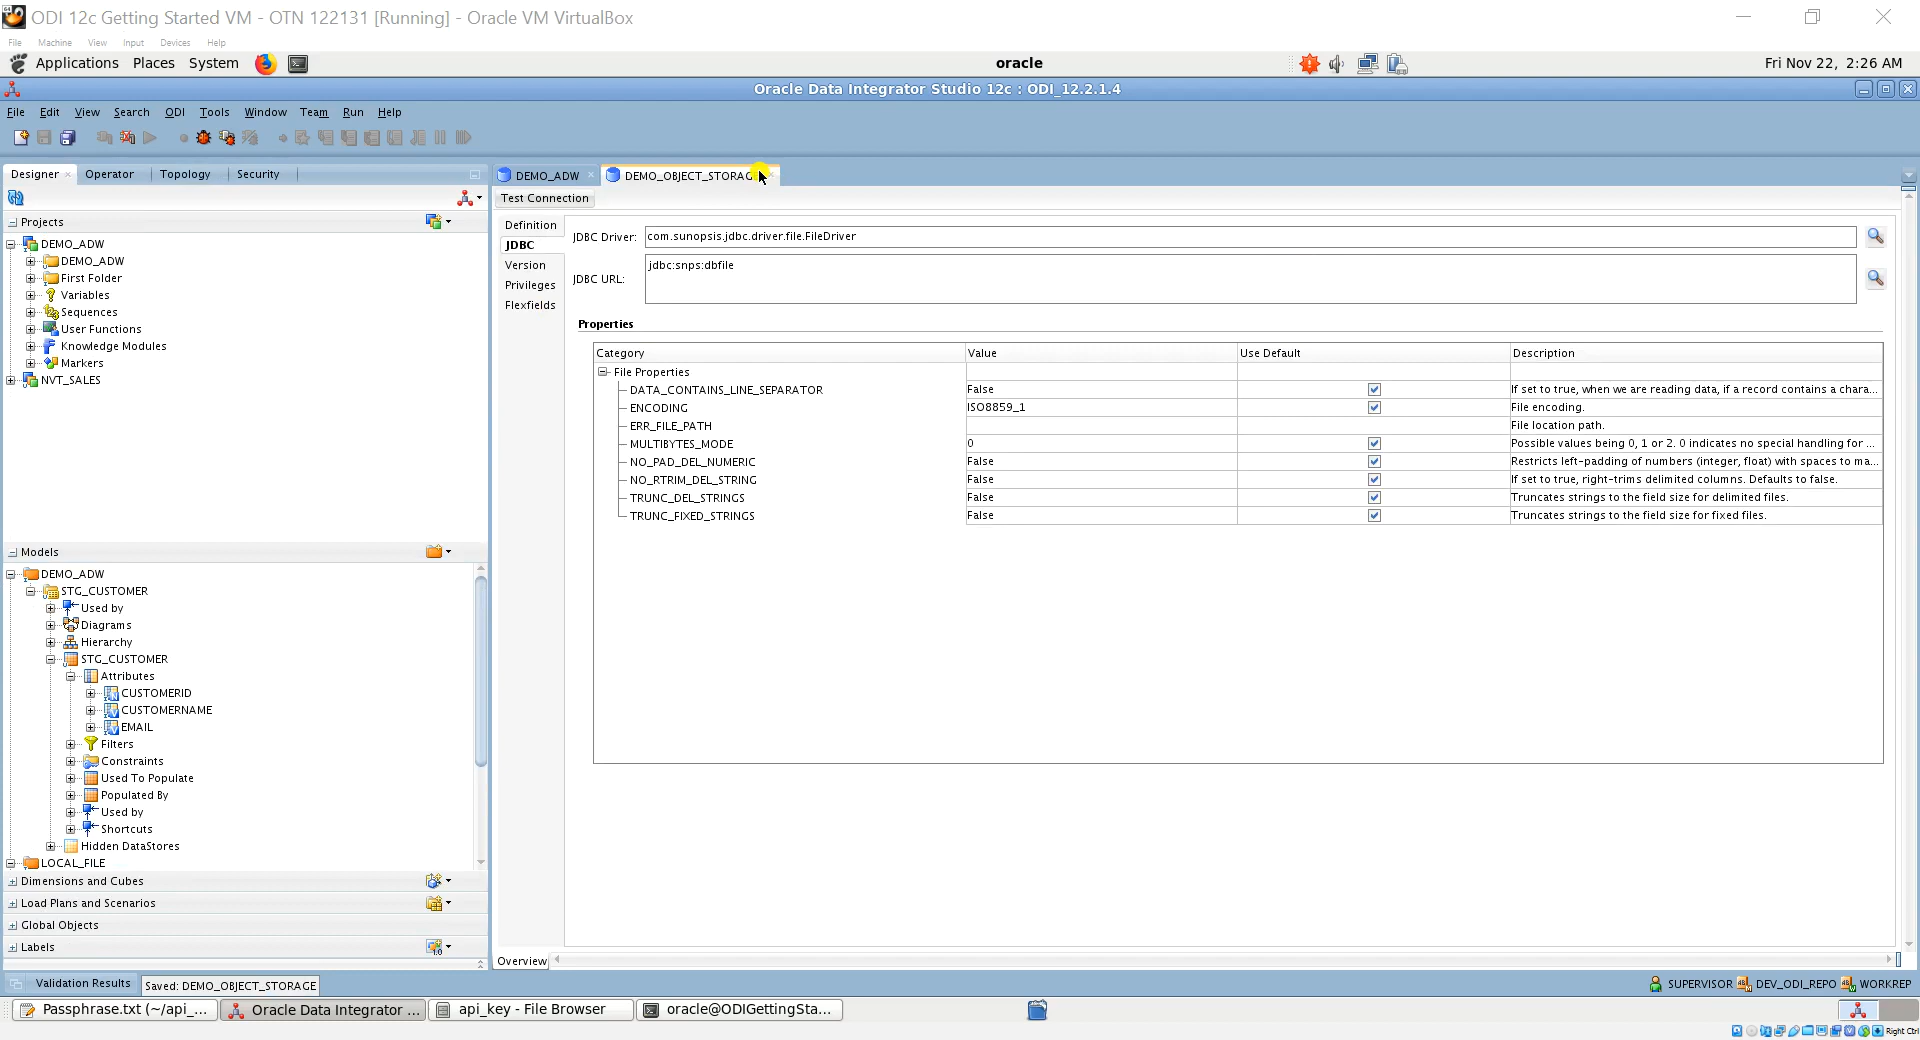 ODI 12c Getting Started VM - OTN 122131 [Running] - Oracle VM VirtualBox
File Machine View Input Devices Help
Applications Places System oracle Fri Nov 22, 2:26 AM
Oracle Data Integrator Studio 12c : ODI_12.2.1.4
File Edit View Search ODI Tools Window Team Run Help
Designer Operator Topology Security
Projects
DEMO_ADW
DEMO_ADW
First Folder
Variables
Sequences
User Functions
Knowledge Modules
Markers
NVT_SALES
Models
DEMO_ADW
STG_CUSTOMER
Used by
Diagrams
Hierarchy
STG_CUSTOMER
Attributes
CUSTOMERID
CUSTOMERNAME
EMAIL
Filters
Constraints
Used To Populate
Populated By
Used by
Shortcuts
Hidden DataStores
LOCAL_FILE
Dimensions and Cubes
Load Plans and Scenarios
Global Objects
Labels
DEMO_ADW DEMO_OBJECT_STORAG
Test Connection
Definition
JDBC
Version
Privileges
Flexfields
JDBC Driver: com.sunopsis.jdbc.driver.file.FileDriver
JDBC URL: jdbc:snps:dbfile
Properties
Category Value Use Default Description
File Properties
DATA_CONTAINS_LINE_SEPARATOR False If set to true, when we are reading data, if a record contains a chara...
ENCODING ISO8859_1 File encoding.
ERR_FILE_PATH File location path.
MULTIBYTES_MODE 0 Possible values being 0, 1 or 2. 0 indicates no special handling for ...
NO_PAD_DEL_NUMERIC False Restricts left-padding of numbers (integer, float) with spaces to ma...
NO_RTRIM_DEL_STRING False If set to true, right-trims delimited columns. Defaults to false.
TRUNC_DEL_STRINGS False Truncates strings to the field size for delimited files.
TRUNC_FIXED_STRINGS False Truncates strings to the field size for fixed files.
Overview
Validation Results Saved: DEMO_OBJECT_STORAGE SUPERVISOR DEV_ODI_REPO WORKREP
Passphrase.txt (~/api_... Oracle Data Integrator ... api_key - File Browser oracle@ODIGettingSta...
Right Ctrl